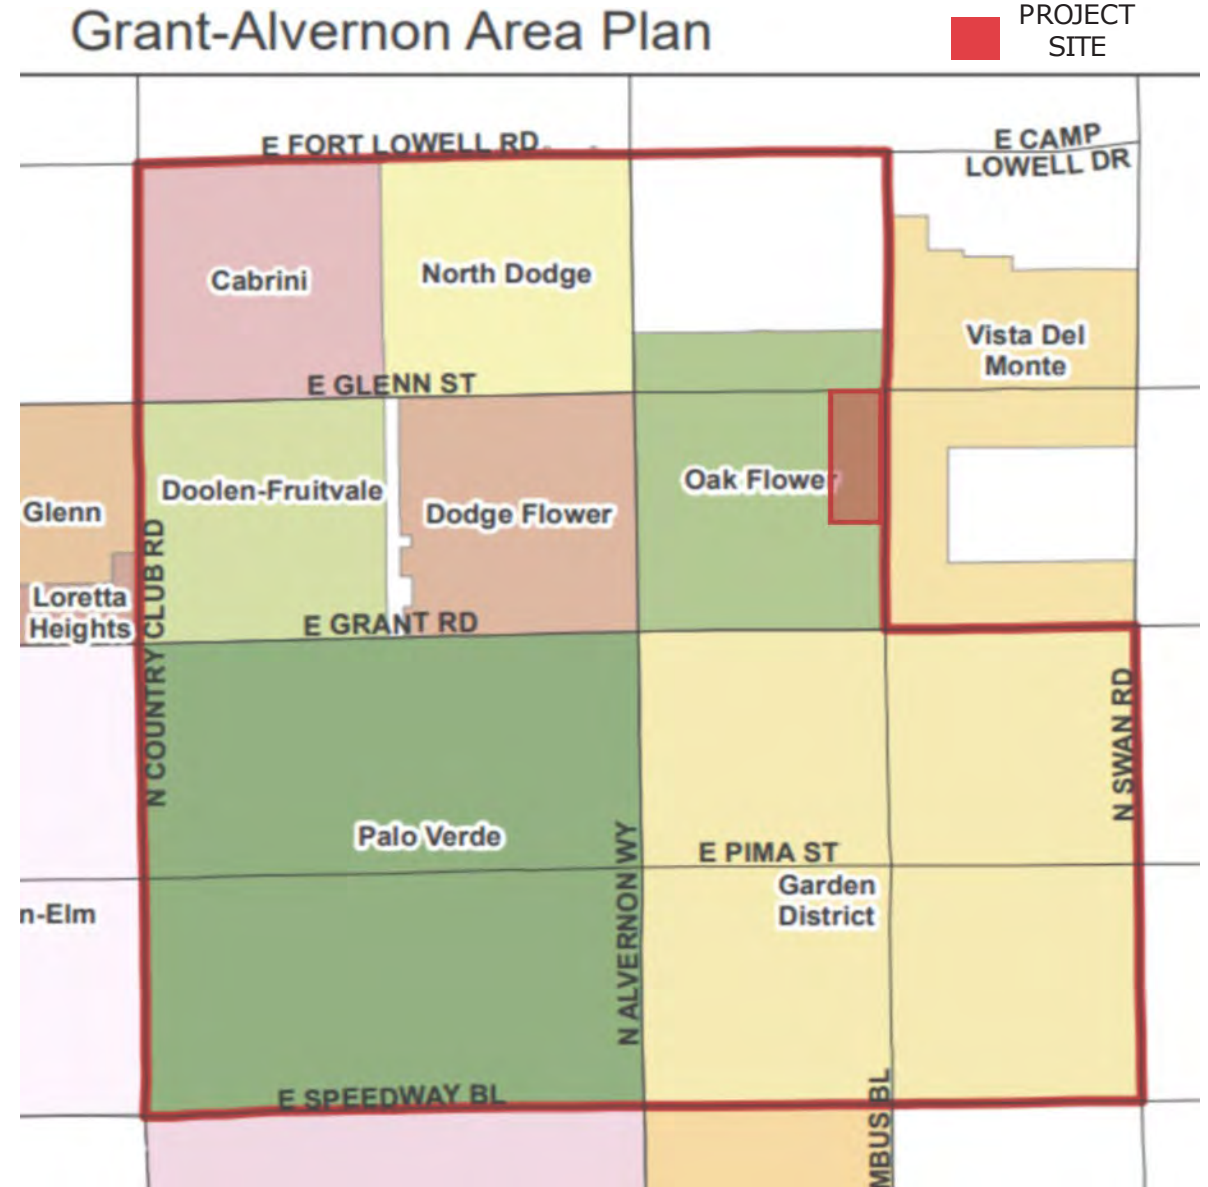 Grant-Alvernon Area Plan
PROJECT
SITE
E FORT LOWELL RD
E CAMP
LOWELL DR
Cabrini
North Dodge
Vista Del
Monte
E GLENN ST
Glenn
Doolen-Fruitvale
Dodge Flower
Oak Flower
Loretta
Heights
E GRANT RD
N COUNTRY CLUB RD
N SWAN RD
Palo Verde
N ALVERNON WY
E PIMA ST
Garden
District
n-Elm
E SPEEDWAY BL
MBUS BL